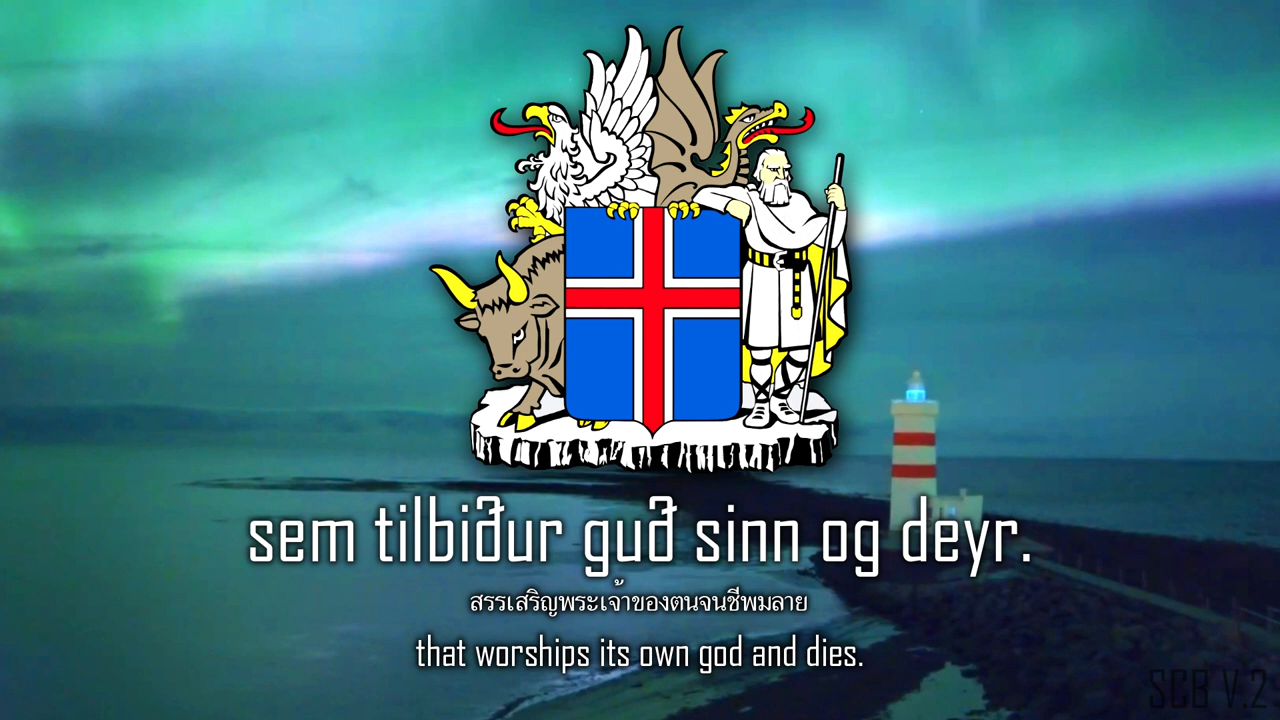 sem tilbiður guð sinn og deyr.
สรรเสริญพระเจ้าของตนจนชีพมลาย
that worships its own god and dies.
SCB V.2